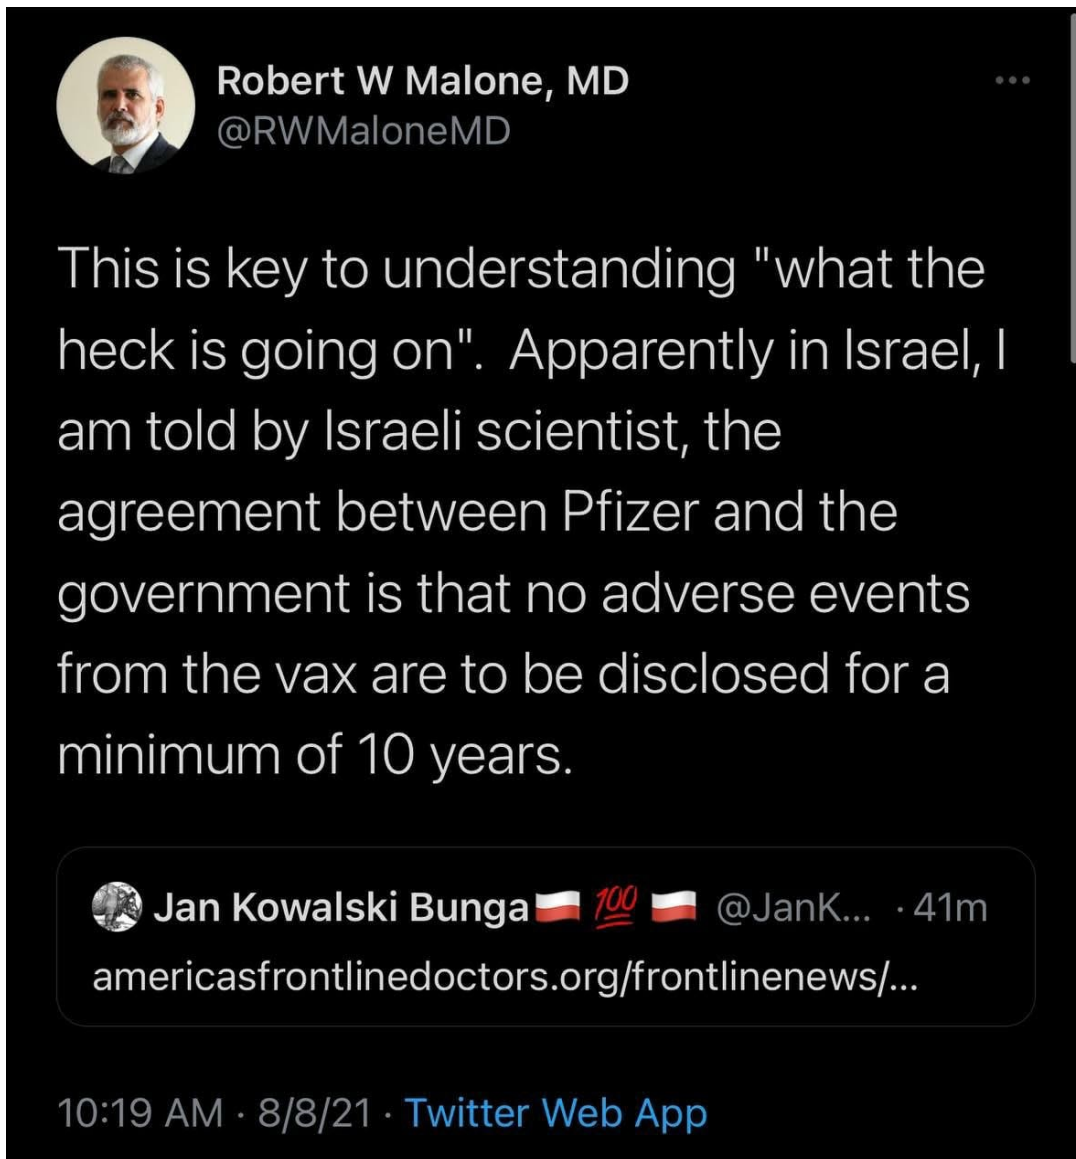 Robert W Malone, MD
@RWMaloneMD
This is key to understanding "what the
heck is going on".  Apparently in Israel, I
am told by Israeli scientist, the
agreement between Pfizer and the
government is that no adverse events
from the vax are to be disclosed for a
minimum of 10 years.
Jan Kowalski Bunga🇵🇱 💯 🇵🇱 @JanK... · 41m
americasfrontlinedoctors.org/frontlinenews/...
10:19 AM · 8/8/21 · Twitter Web App